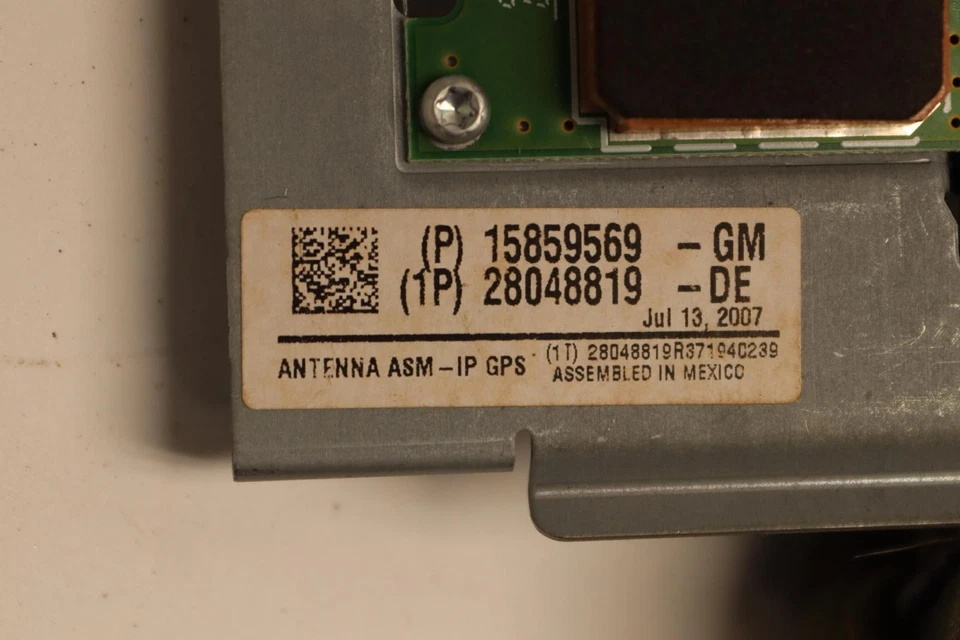 (P) 15859569 - GM
(1P) 28048819 - DE
Jul 13, 2007
ANTENNA ASM - IP GPS
(1T) 28048819R371940239
ASSEMBLED IN MEXICO